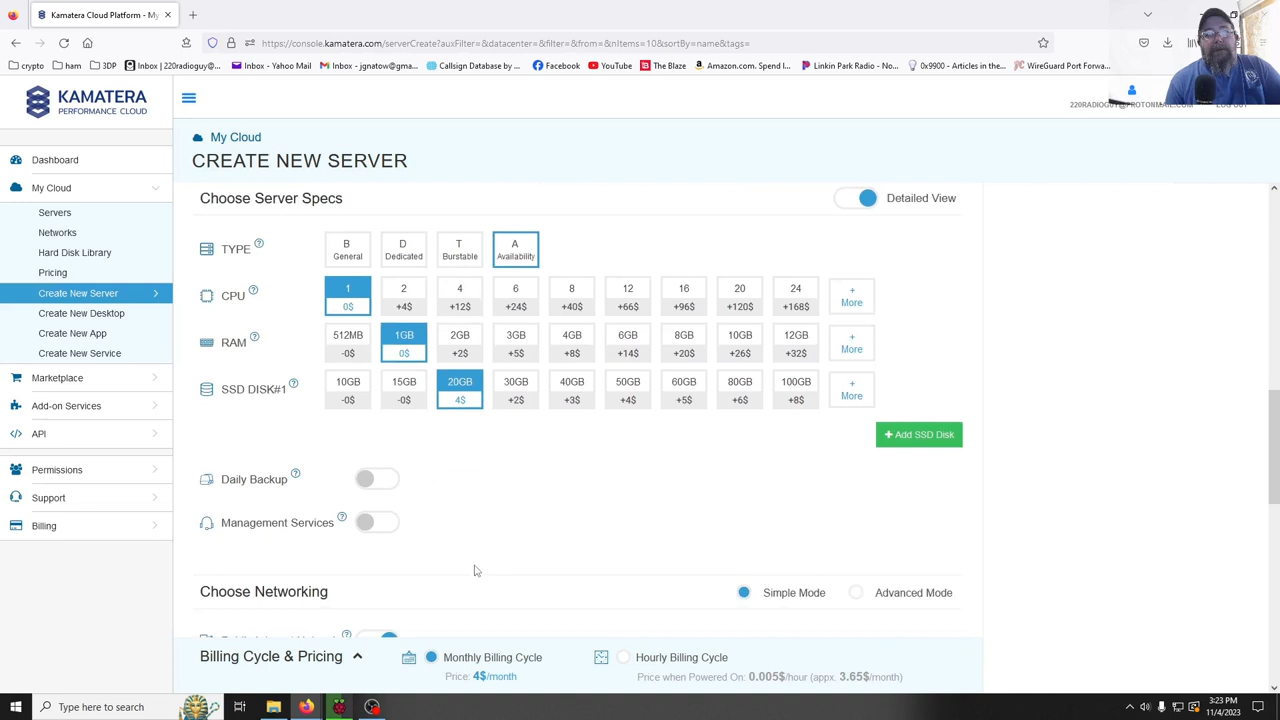 Kamatera Cloud Platform - My
https://console.kamatera.com/serverCreate?auxFilter=&datacenter=&filter=&from=&nItems=10&sortBy=name&tags=
crypto
ham
3DP
Inbox | 220radioguy@proto
Inbox - Yahoo Mail
Inbox - jgnatow@gma...
Callsign Database by ...
Facebook
YouTube
The Blaze
Amazon.com. Spend l...
Linkin Park Radio - No...
0x9900 - Articles in the...
WireGuard Port Forwa...
KAMATERA
PERFORMANCE CLOUD
220RADIOGUY@PROTONMAIL.COM
LOG OUT
My Cloud
CREATE NEW SERVER
Dashboard
My Cloud
Servers
Networks
Hard Disk Library
Pricing
Create New Server
Create New Desktop
Create New App
Create New Service
Marketplace
Add-on Services
API
Permissions
Support
Billing
Choose Server Specs
Detailed View
TYPE
B D T A
General Dedicated Burstable Availability
CPU
1 2 4 6 8 12 16 20 24 +
0$ +4$ +12$ +24$ +40$ +66$ +96$ +120$ +168$ More
RAM
512MB 1GB 2GB 3GB 4GB 6GB 8GB 10GB 12GB +
-0$ 0$ +2$ +5$ +8$ +14$ +20$ +26$ +32$ More
SSD DISK#1
10GB 15GB 20GB 30GB 40GB 50GB 60GB 80GB 100GB +
-0$ -0$ 4$ +2$ +3$ +4$ +5$ +6$ +8$ More
+ Add SSD Disk
Daily Backup
Management Services
Choose Networking
Simple Mode
Advanced Mode
Billing Cycle & Pricing
Monthly Billing Cycle
Price: 4$/month
Hourly Billing Cycle
Price when Powered On: 0.005$/hour (appx. 3.65$/month)
Type here to search
3:23 PM
11/4/2023